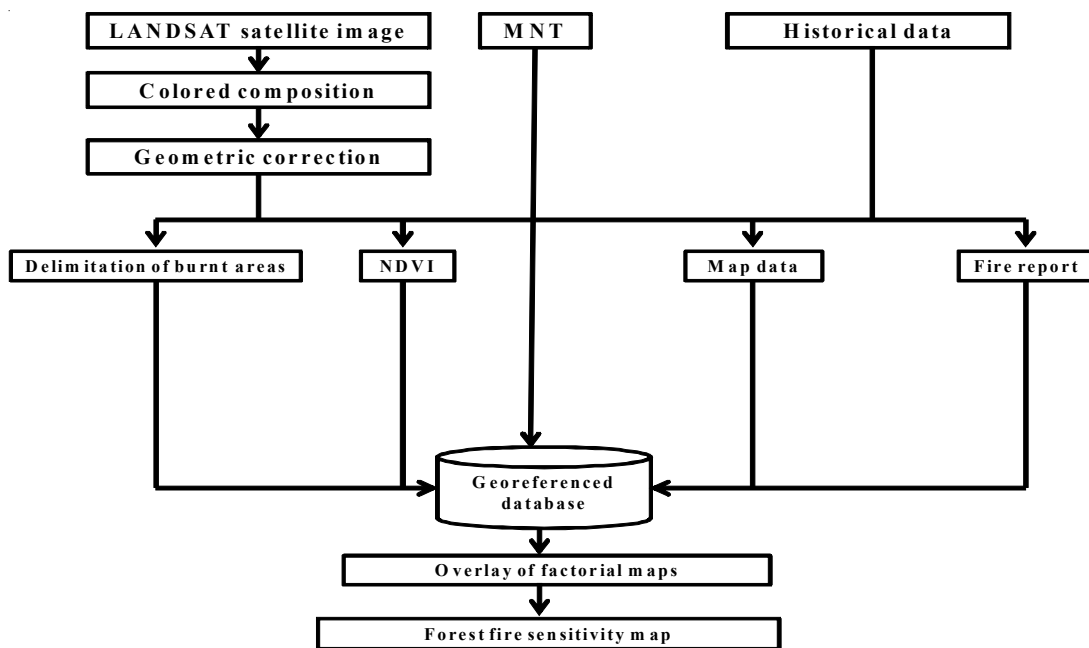 LANDSAT satellite image
MNT
Historical data
Colored composition
Geometric correction
Delimitation of burnt areas
NDVI
Map data
Fire report
Georeferenced
database
Overlay of factorial maps
Forest fire sensitivity map